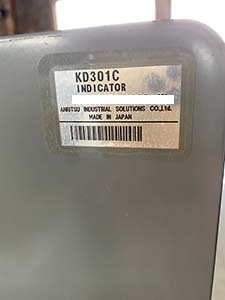 KD301C
INDICATOR
ANRITSU INDUSTRIAL SOLUTIONS CO.,Ltd.
MADE IN JAPAN